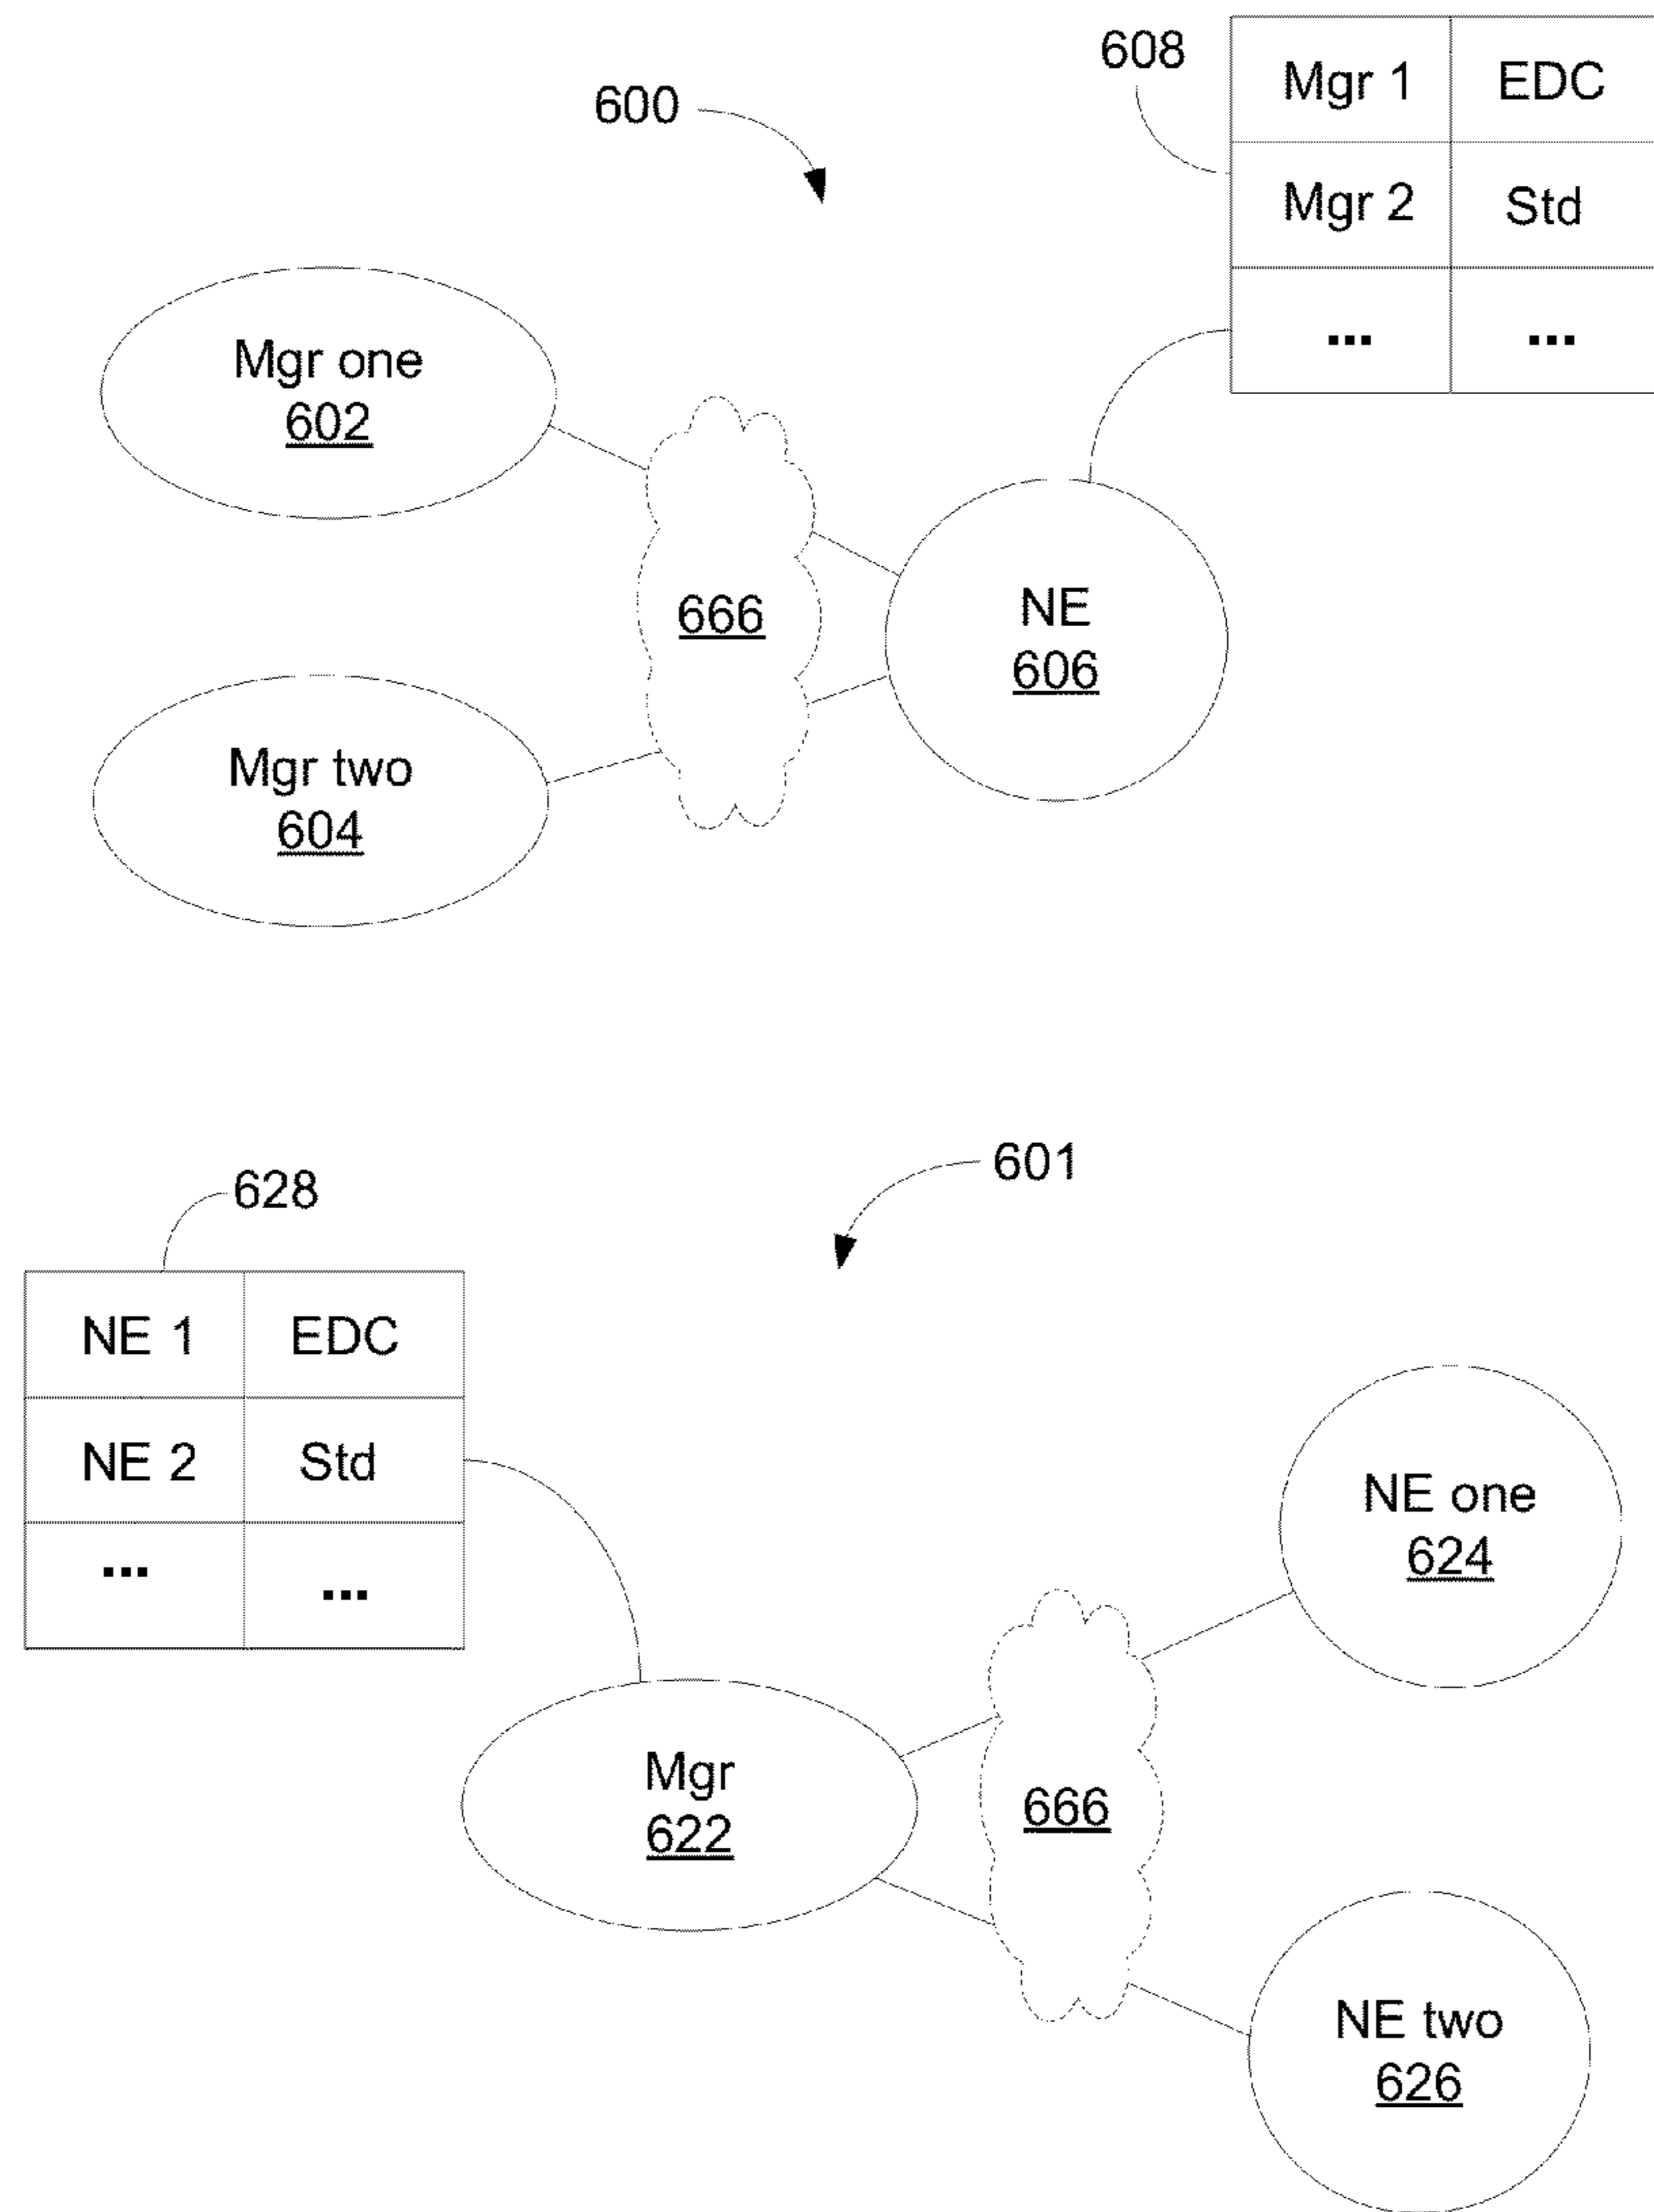 608
Mgr 1 EDC
600
Mgr 2 Std
... ...
Mgr one
602
666
NE
606
Mgr two
604
601
628
NE 1 EDC
NE 2 Std
... ...
NE one
624
Mgr
622
666
NE two
626